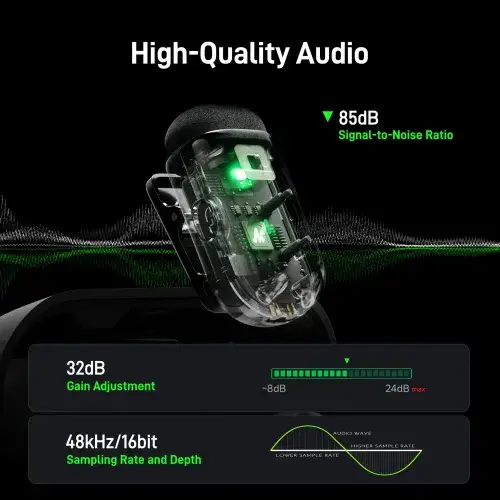 High-Quality Audio
▼ 85dB
Signal-to-Noise Ratio
32dB
Gain Adjustment
-8dB
24dB max
48kHz/16bit
Sampling Rate and Depth
AUDIO WAVE
HIGHER SAMPLE RATE
LOWER SAMPLE RATE